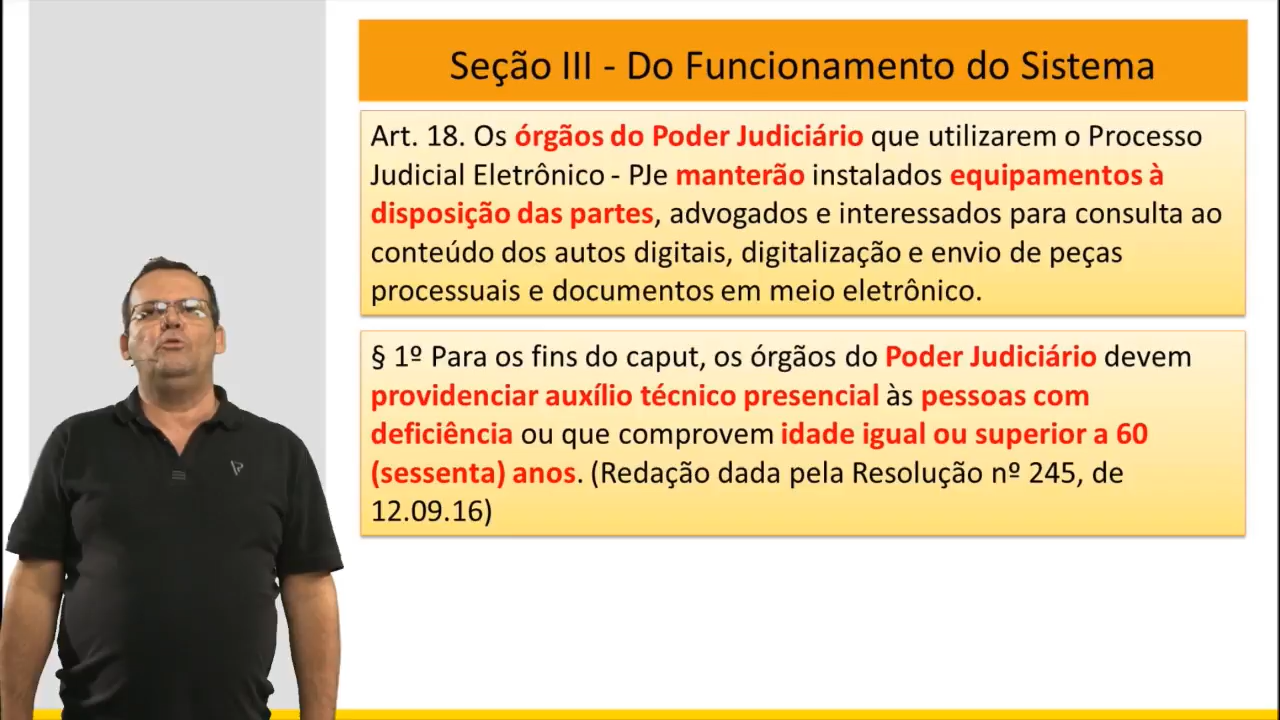 Seção III - Do Funcionamento do Sistema
Art. 18. Os órgãos do Poder Judiciário que utilizarem o Processo
Judicial Eletrônico - PJe manterão instalados equipamentos à
disposição das partes, advogados e interessados para consulta ao
conteúdo dos autos digitais, digitalização e envio de peças
processuais e documentos em meio eletrônico.
§ 1º Para os fins do caput, os órgãos do Poder Judiciário devem
providenciar auxílio técnico presencial às pessoas com
deficiência ou que comprovem idade igual ou superior a 60
(sessenta) anos. (Redação dada pela Resolução nº 245, de
12.09.16)